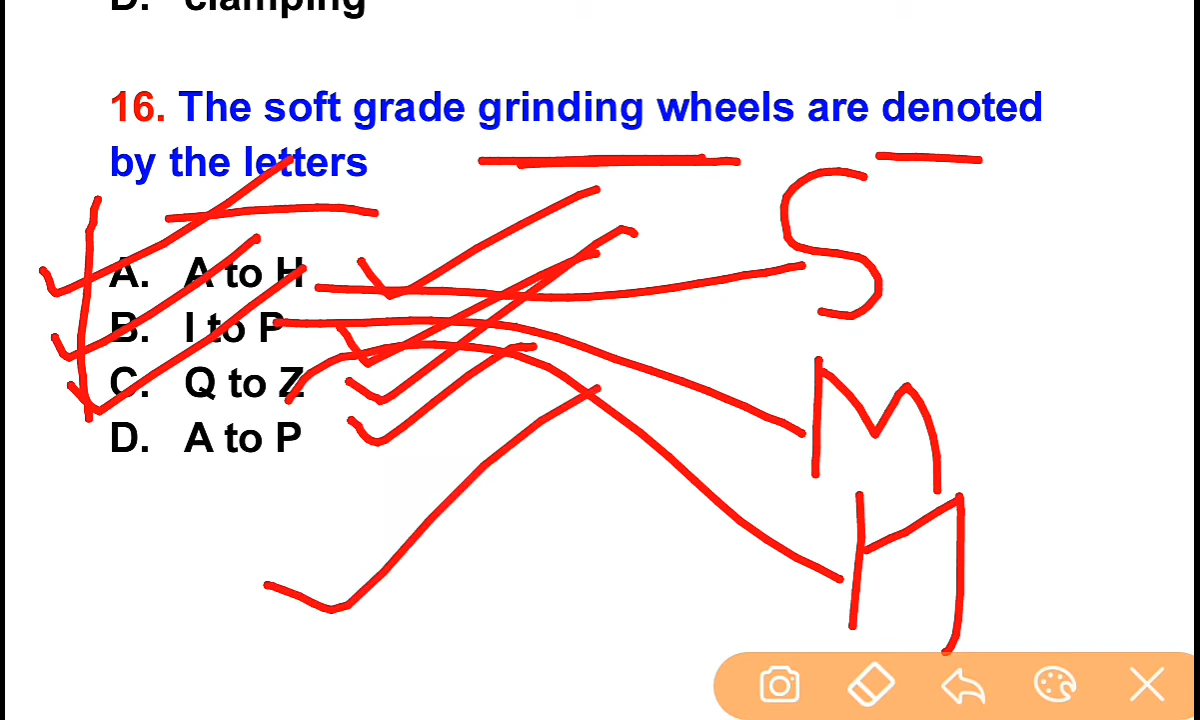 D. clamping
16. The soft grade grinding wheels are denoted
by the letters
S
A. A to H
B. I to P
C. Q to Z
M
D. A to P
H